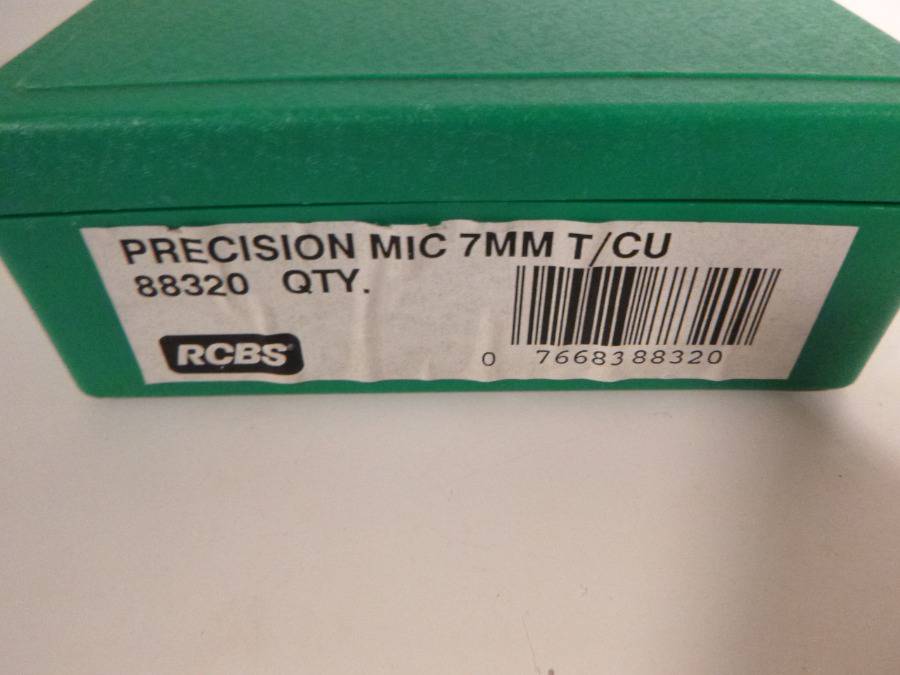 PRECISION MIC 7MM T/CU
88320 QTY.
RCBS
0 7668388320